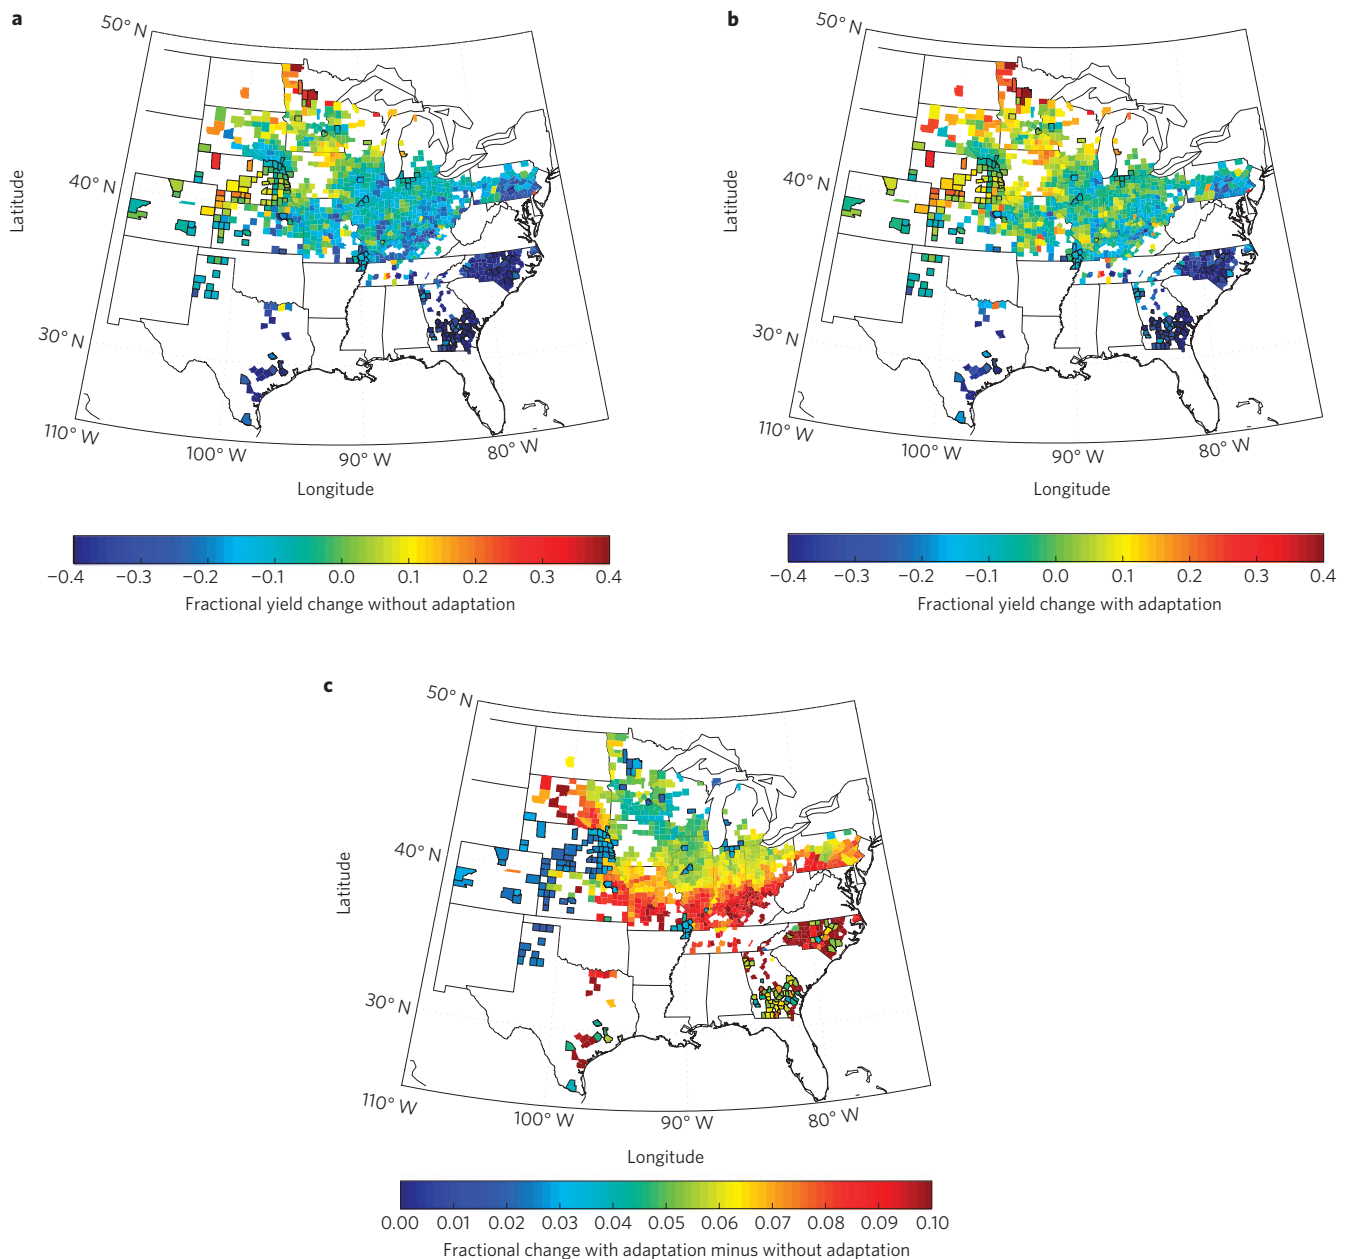 a
50° N
40° N
30° N
Latitude
110° W
100° W
90° W
80° W
Longitude
−0.4 −0.3 −0.2 −0.1 0.0 0.1 0.2 0.3 0.4
Fractional yield change without adaptation
b
50° N
40° N
30° N
Latitude
110° W
100° W
90° W
80° W
Longitude
−0.4 −0.3 −0.2 −0.1 0.0 0.1 0.2 0.3 0.4
Fractional yield change with adaptation
c
50° N
40° N
30° N
Latitude
110° W
100° W
90° W
80° W
Longitude
0.00 0.01 0.02 0.03 0.04 0.05 0.06 0.07 0.08 0.09 0.10
Fractional change with adaptation minus without adaptation